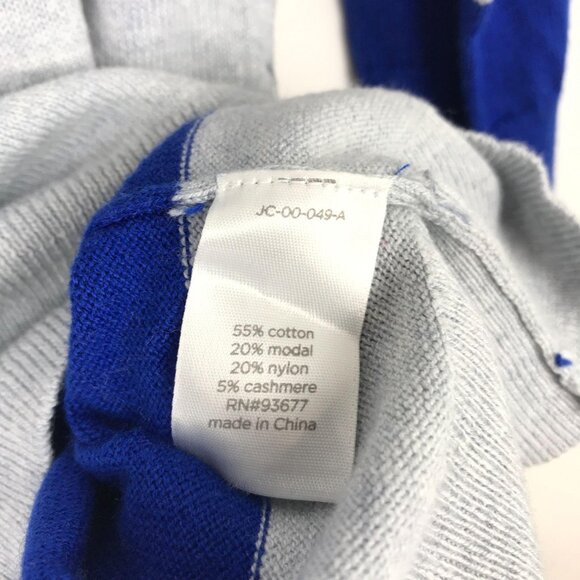 JC-00-049-A
55% cotton
20% modal
20% nylon
5% cashmere
RN#93677
made in China